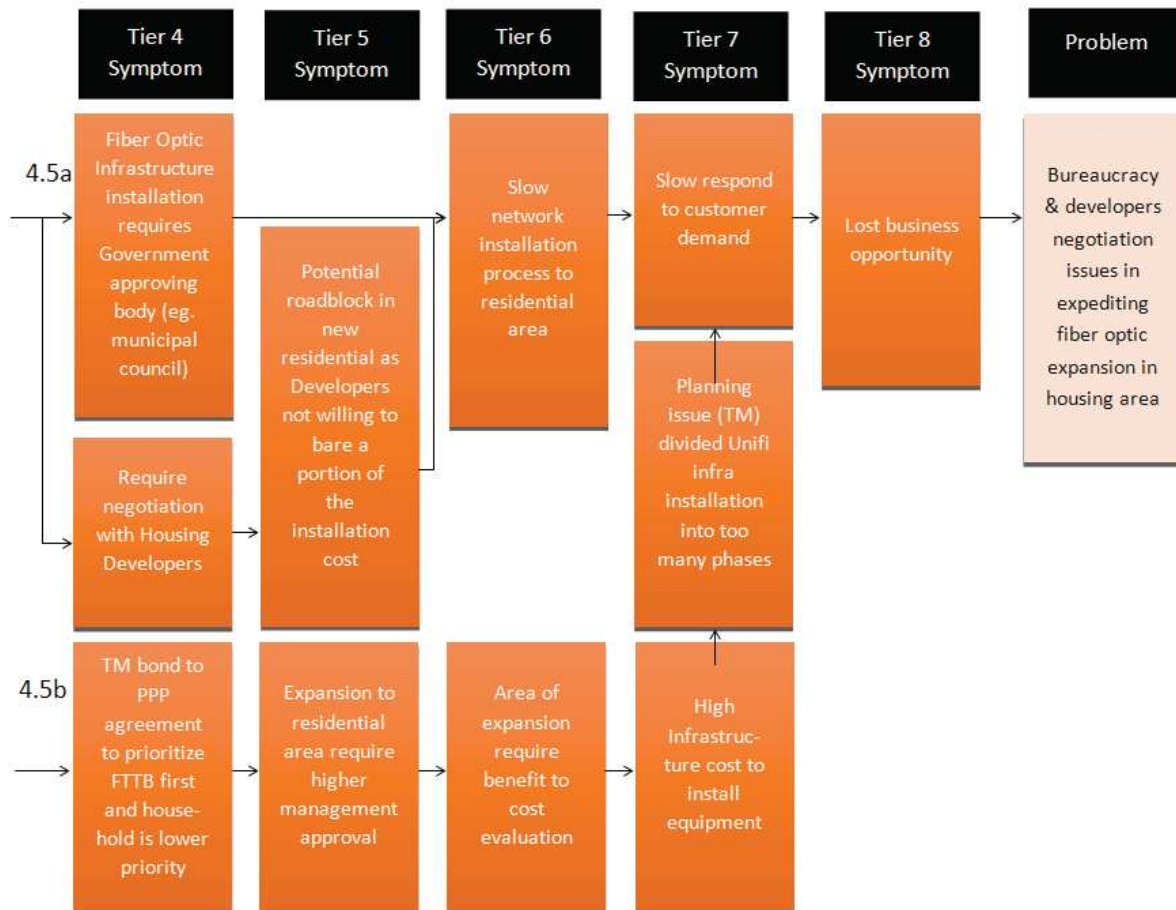 Tier 4
Symptom
Tier 5
Symptom
Tier 6
Symptom
Tier 7
Symptom
Tier 8
Symptom
Problem
4.5a
Fiber Optic
Infrastructure
installation
requires
Government
approving
body (eg.
municipal
council)
Require
negotiation
with Housing
Developers
Potential
roadblock in
new
residential as
Developers
not willing to
bare a
portion of
the
installation
cost
Slow
network
installation
process to
residential
area
Slow respond
to customer
demand
Lost business
opportunity
Bureaucracy
& developers
negotiation
issues in
expediting
fiber optic
expansion in
housing area
Planning
issue (TM)
divided Unifi
infra
installation
into too
many phases
4.5b
TM bond to
PPP
agreement
to prioritize
FTTB first
and house-
hold is lower
priority
Expansion to
residential
area require
higher
management
approval
Area of
expansion
require
benefit to
cost
evaluation
High
Infrastruc-
ture cost to
install
equipment